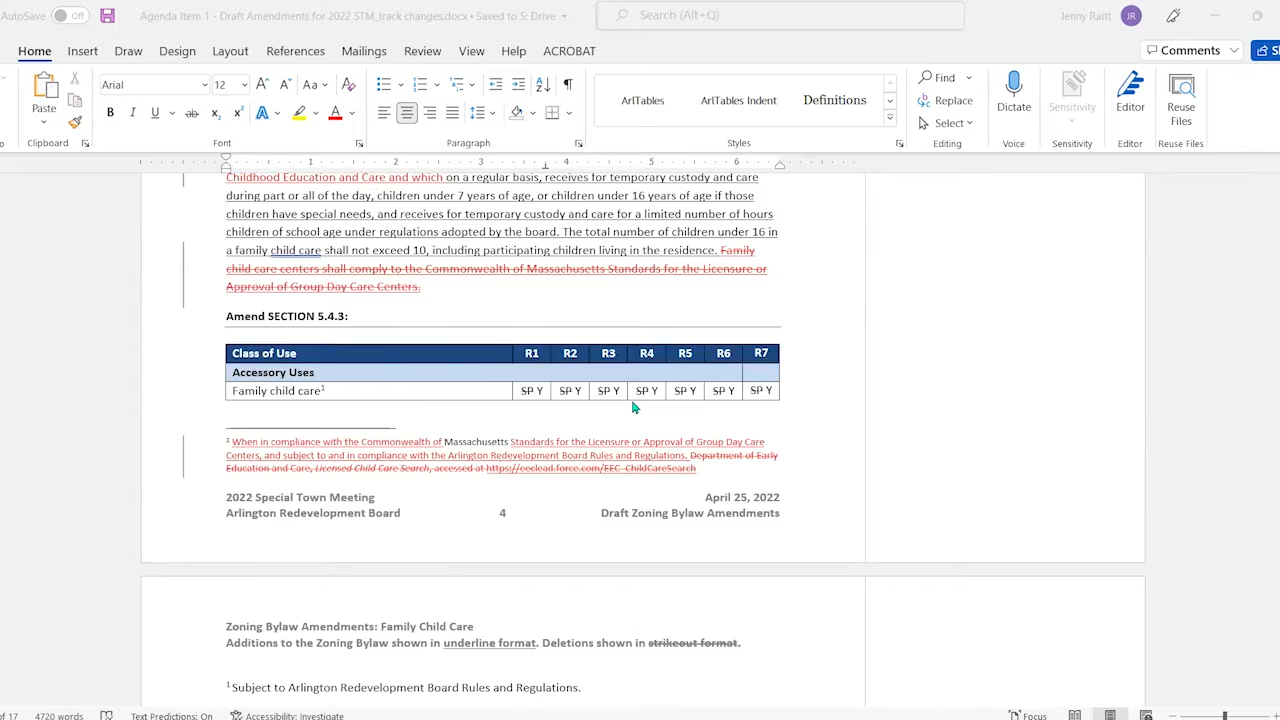 AutoSave Off Agenda Item 1 - Draft Amendments for 2022 STM_track changes.docx • Saved to S: Drive Search (Alt+Q) Jenny Raitt JR
Home Insert Draw Design Layout References Mailings Review View Help ACROBAT Comments
Arial 12 Aa
Paste
ArlTables ArlTables Indent Definitions
Find
Replace
Select
Dictate Sensitivity Editor Reuse Files
Clipboard Font Paragraph Styles Editing Voice Sensitivity Editor Reuse Files
1 2 3 4 5 6
Childhood Education and Care and which on a regular basis, receives for temporary custody and care
during part or all of the day, children under 7 years of age, or children under 16 years of age if those
children have special needs, and receives for temporary custody and care for a limited number of hours
children of school age under regulations adopted by the board. The total number of children under 16 in
a family child care shall not exceed 10, including participating children living in the residence. Family
child care centers shall comply to the Commonwealth of Massachusetts Standards for the Licensure or
Approval of Group Day Care Centers.
Amend SECTION 5.4.3:
Class of Use R1 R2 R3 R4 R5 R6 R7
Accessory Uses
Family child care1 SP Y SP Y SP Y SP Y SP Y SP Y SP Y
2 When in compliance with the Commonwealth of Massachusetts Standards for the Licensure or Approval of Group Day Care
Centers, and subject to and in compliance with the Arlington Redevelopment Board Rules and Regulations. Department of Early
Education and Care, Licensed Child Care Search, accessed at https://eeclead.force.com/EEC_ChildCareSearch
2022 Special Town Meeting April 25, 2022
Arlington Redevelopment Board 4 Draft Zoning Bylaw Amendments
Zoning Bylaw Amendments: Family Child Care
Additions to the Zoning Bylaw shown in underline format. Deletions shown in strikeout format.
1 Subject to Arlington Redevelopment Board Rules and Regulations.
of 17 4720 words Text Predictions: On Accessibility: Investigate Focus